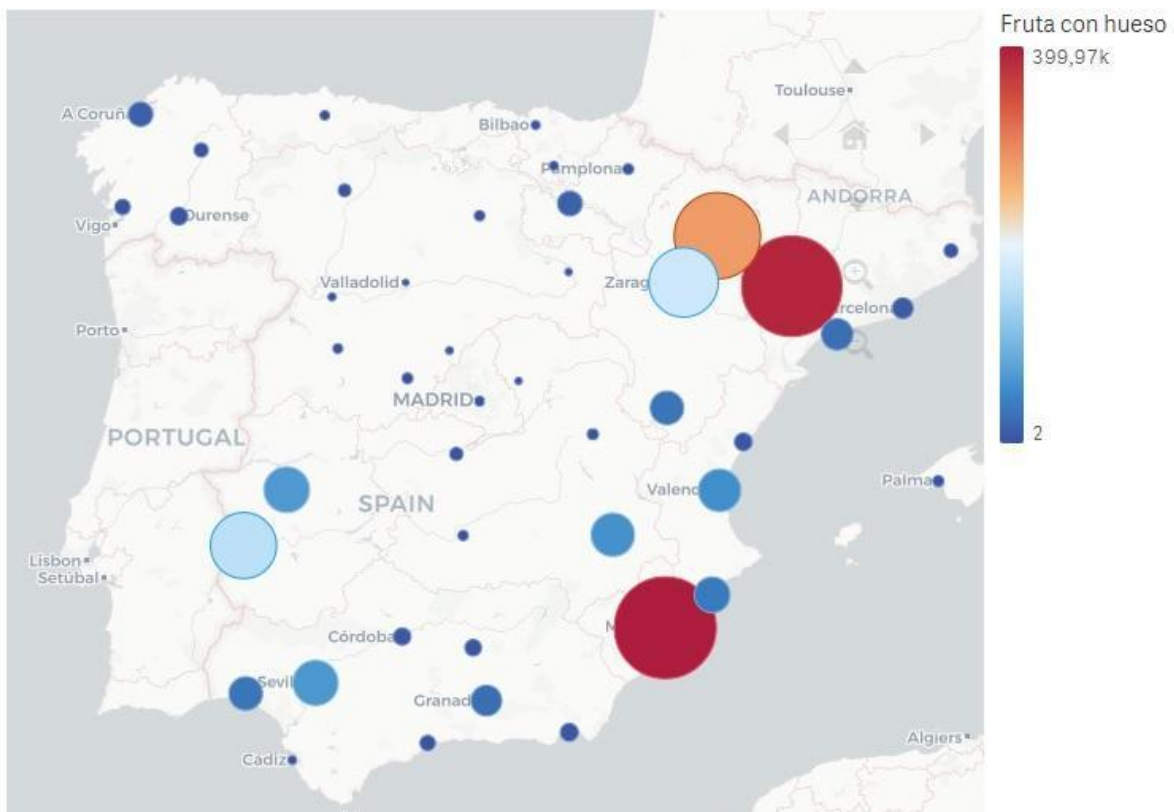 Fruta con hueso
399,97k
2
Toulouse
A Coruñ
Bilbao
Pamplona
ANDORRA
Vigo
Ourense
Valladolid
Zarag
rcelona
Porto
MADRID
PORTUGAL
Palma
Valenc
SPAIN
Lisbon
Setúbal
Córdoba
M
Sevil
Granad
Algiers
Cádiz